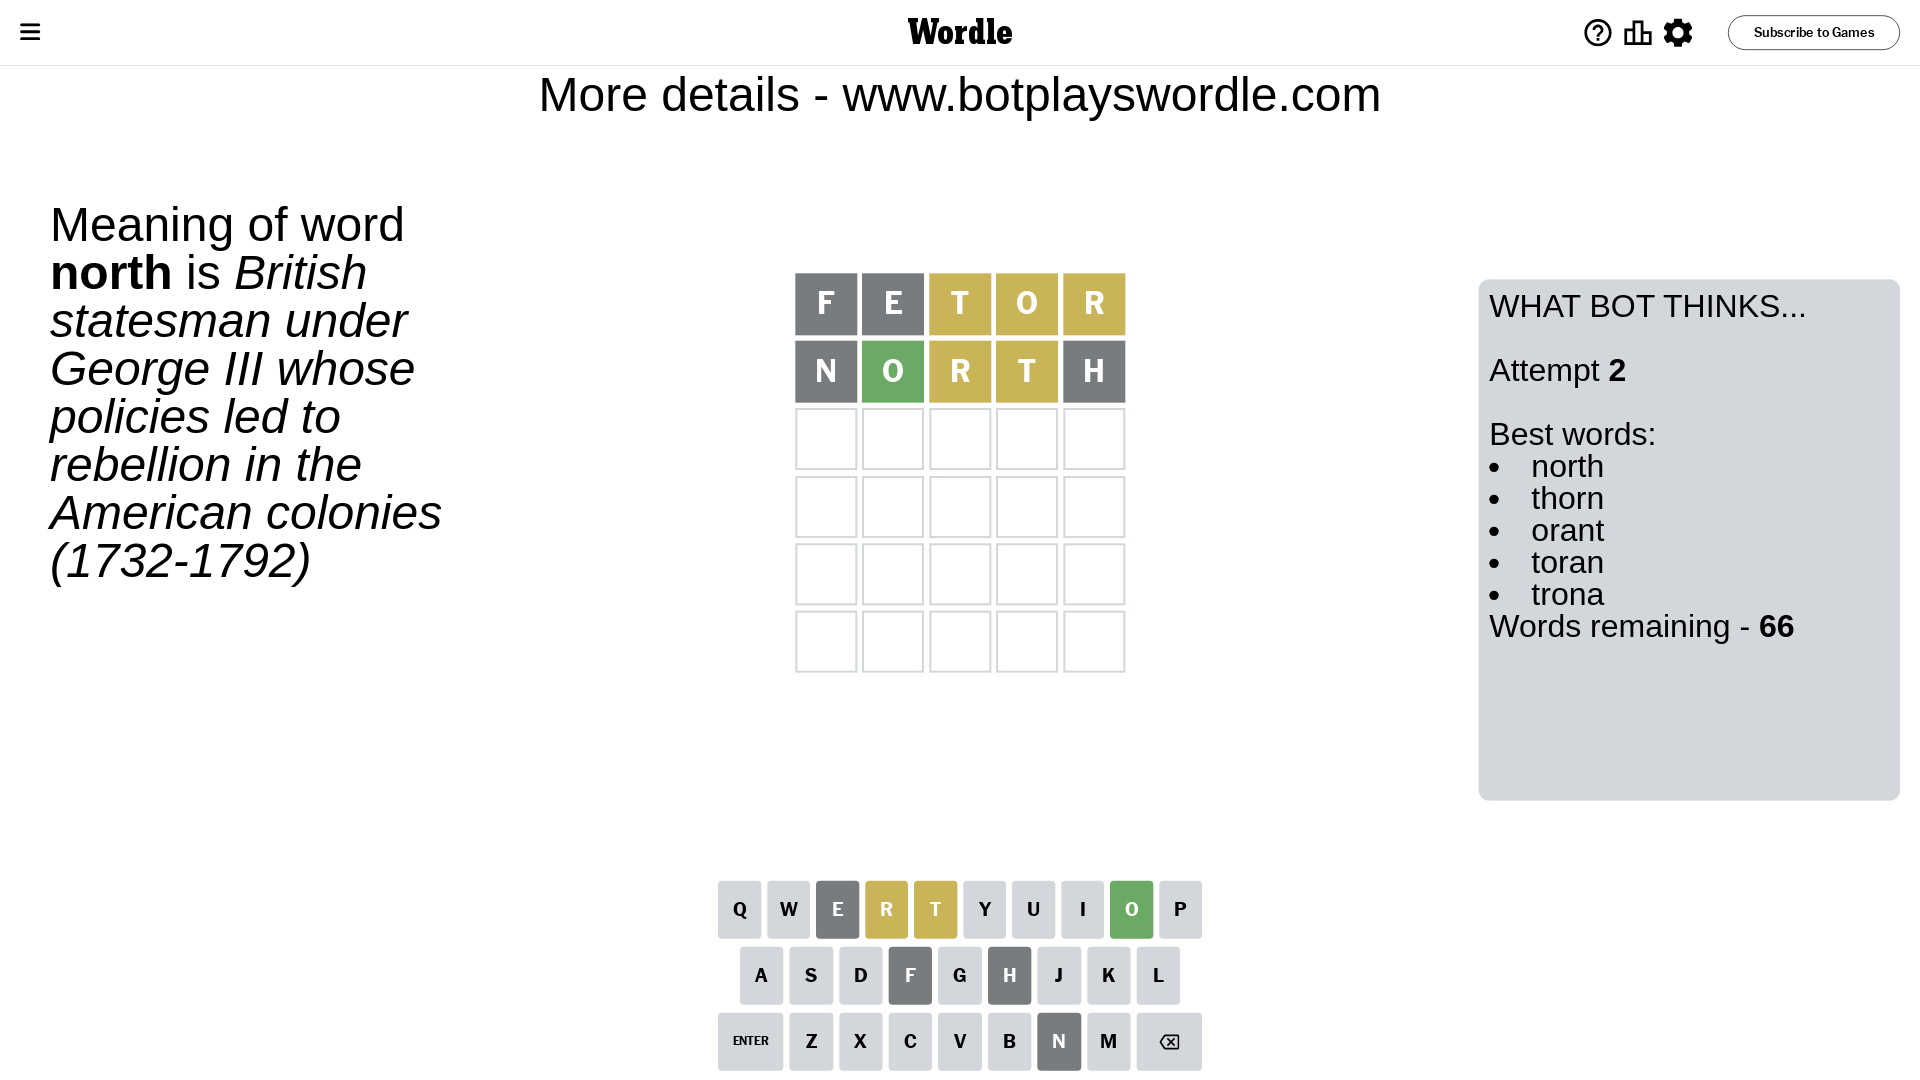 Wordle
Subscribe to Games
More details - www.botplayswordle.com
Meaning of word
north is British
statesman under
George III whose
policies led to
rebellion in the
American colonies
(1732-1792)
F E T O R
N O R T H
WHAT BOT THINKS...
Attempt 2
Best words:
• north
• thorn
• orant
• toran
• trona
Words remaining - 66
Q W E R T Y U I O P
A S D F G H J K L
ENTER Z X C V B N M